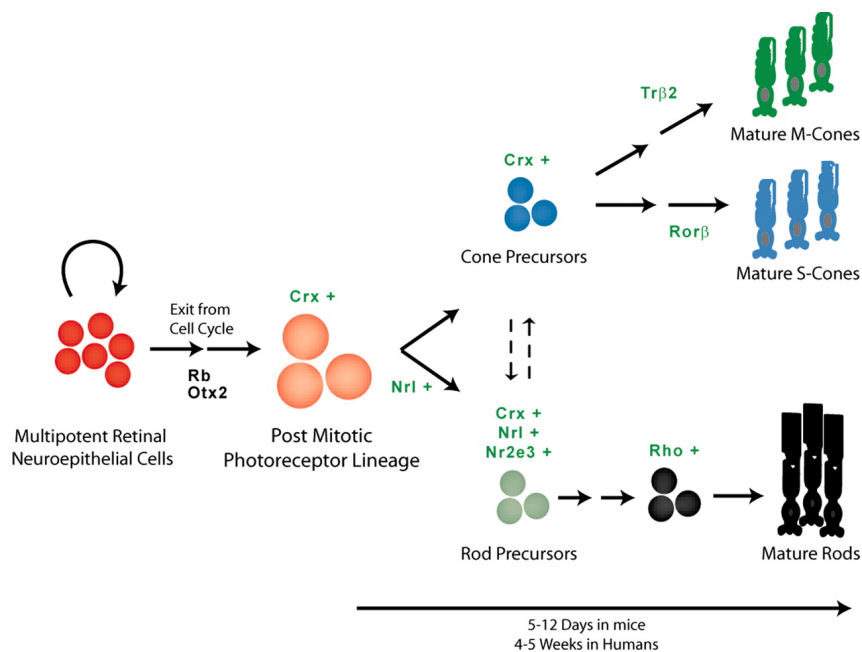 Multipotent Retinal
Neuroepithelial Cells
Exit from
Cell Cycle
Rb
Otx2
Crx +
Post Mitotic
Photoreceptor Lineage
Nrl +
Crx +
Cone Precursors
Trβ2
Mature M-Cones
Rorβ
Mature S-Cones
Crx +
Nrl +
Nr2e3 +
Rod Precursors
Rho +
Mature Rods
5-12 Days in mice
4-5 Weeks in Humans